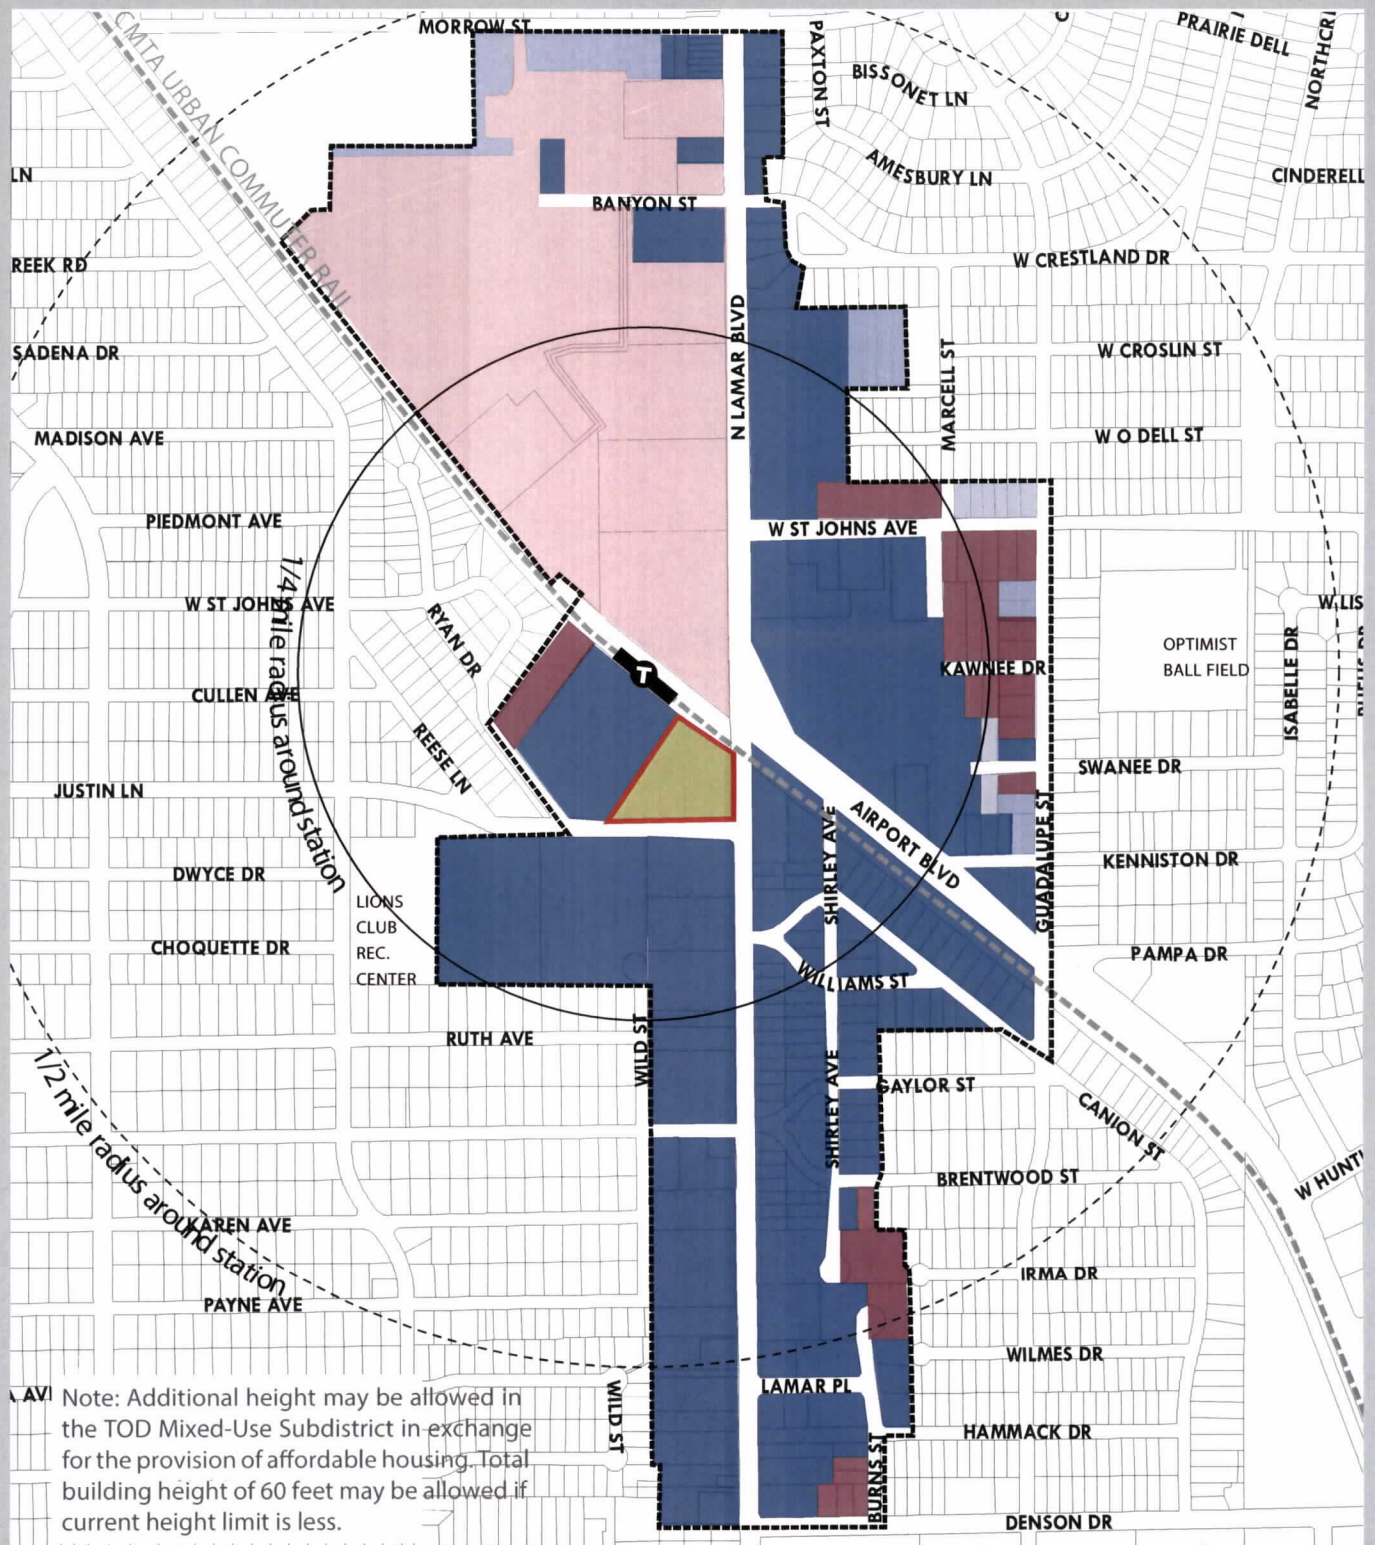 MORROW ST
PAXTON ST
PRAIRIE DELL
BISSONET LN
CMTA URBAN COMMUTER RAIL
LN
AMESBURY LN
CINDERELL
BANYON ST
REEK RD
W CRESTLAND DR
SADENA DR
N LAMAR BLVD
MARCELL ST
W CROSLIN ST
MADISON AVE
W O DELL ST
PIEDMONT AVE
W ST JOHNS AVE
1/4 mile radius around station
W ST JOHNS AVE
RYAN DR
W LIS
OPTIMIST
BALL FIELD
ISABELLE DR
T
KAWNEE DR
CULLEN AVE
REESE LN
SWANEE DR
JUSTIN LN
AIRPORT BLVD
SHIRLEY AVE
GUADALUPE ST
KENNISTON DR
DWYCE DR
LIONS
CLUB
REC.
CENTER
CHOQUETTE DR
PAMPA DR
WILLIAMS ST
RUTH AVE
WILD ST
SHIRLEY AVE
GAYLOR ST
CANION ST
1/2 mile radius around station
BRENTWOOD ST
W HUNTL
KAREN AVE
IRMA DR
PAYNE AVE
WILMES DR
LAMAR PL
WILD ST
HAMMACK DR
BURNS ST
DENSON DR
AVE
Note: Additional height may be allowed in
the TOD Mixed-Use Subdistrict in exchange
for the provision of affordable housing. Total
building height of 60 feet may be allowed if
current height limit is less.